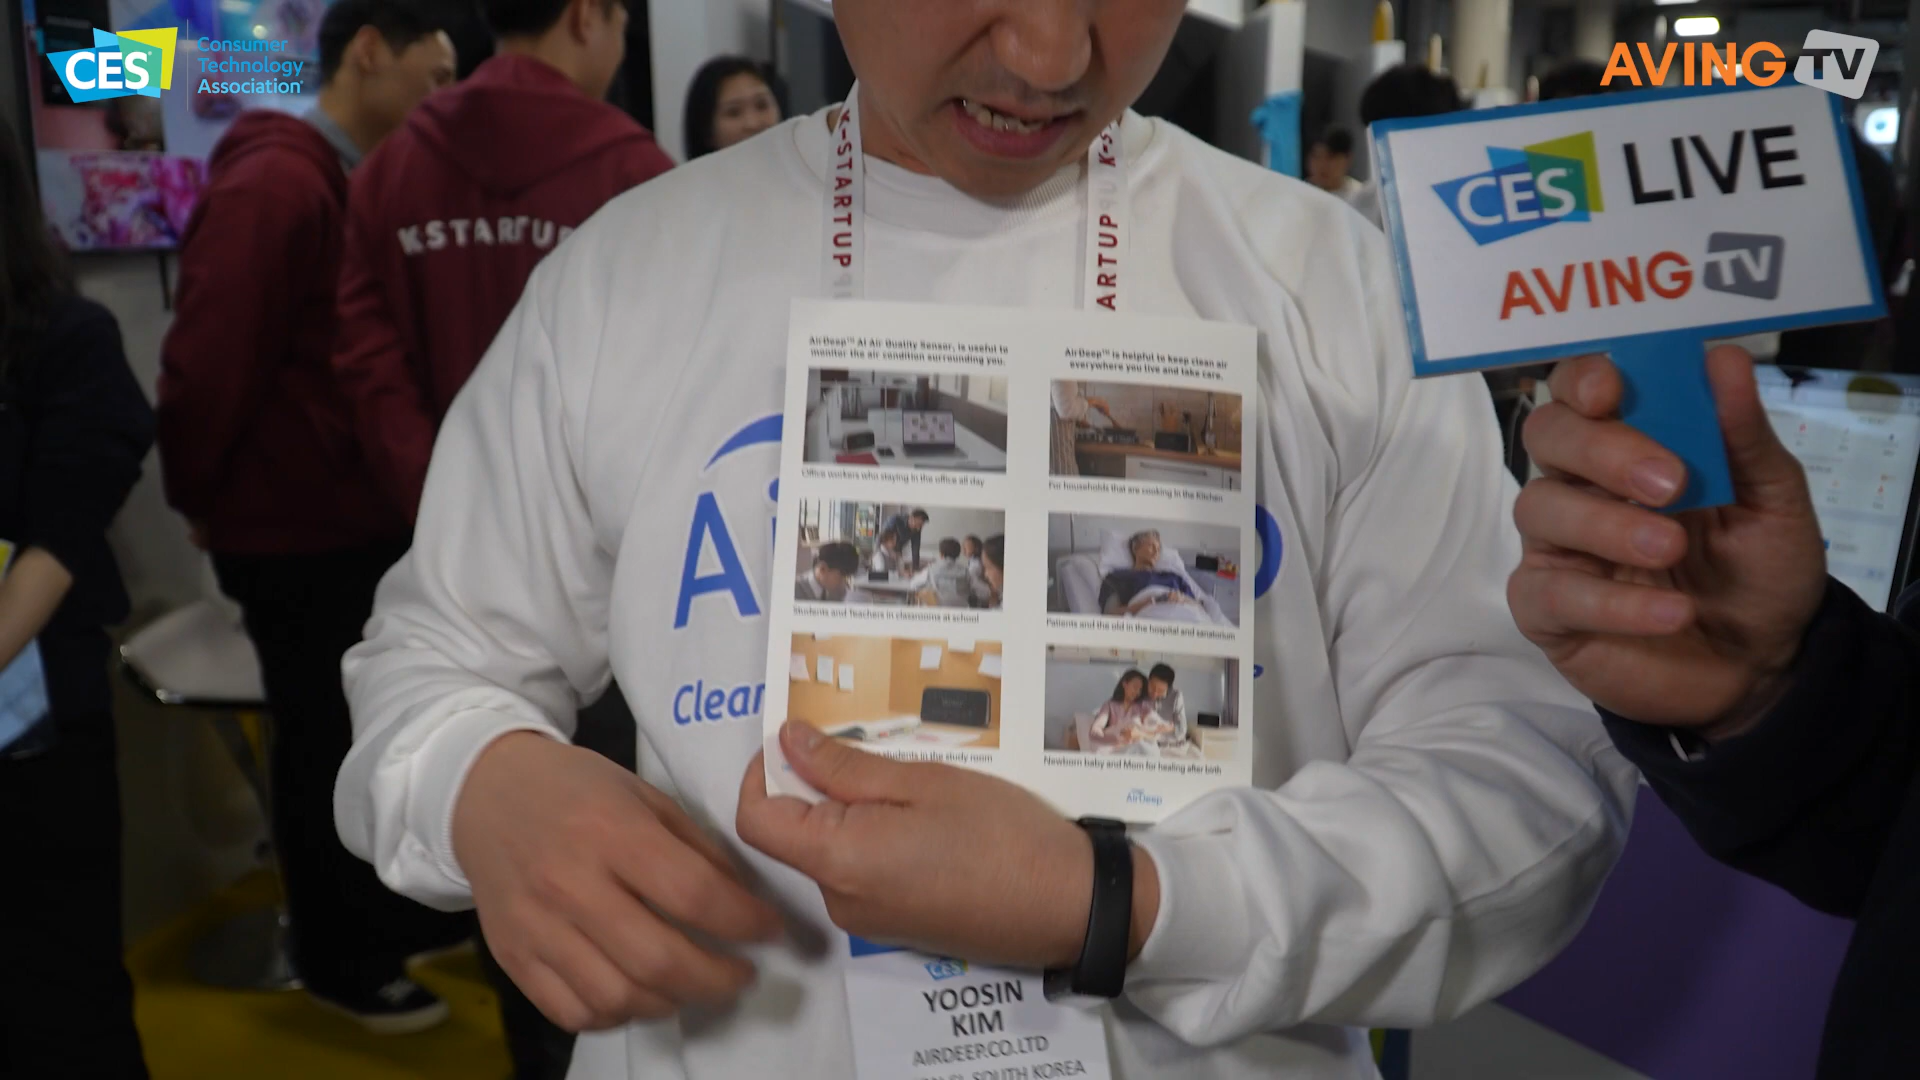 CES
Consumer
Technology
Association
AVING TV
CES LIVE
AVING TV
KSTARTUP
K-STARTUP
ARTUP
AirDeep™ AI Air Quality Sensor, is useful to
monitor the air condition surrounding you.
Office workers who staying in the office all day
Students and Teachers in classrooms at school
students in the study room
AirDeep™ is helpful to keep clean air
everywhere you live and take care.
For households that are cooking in the Kitchen
Patients and the old in the hospital and sanatorium
Newborn baby and Mom for healing after birth
AirDeep
Ai
Clean
CES
YOOSIN
KIM
AIRDEEP.CO.LTD
SOUTH KOREA